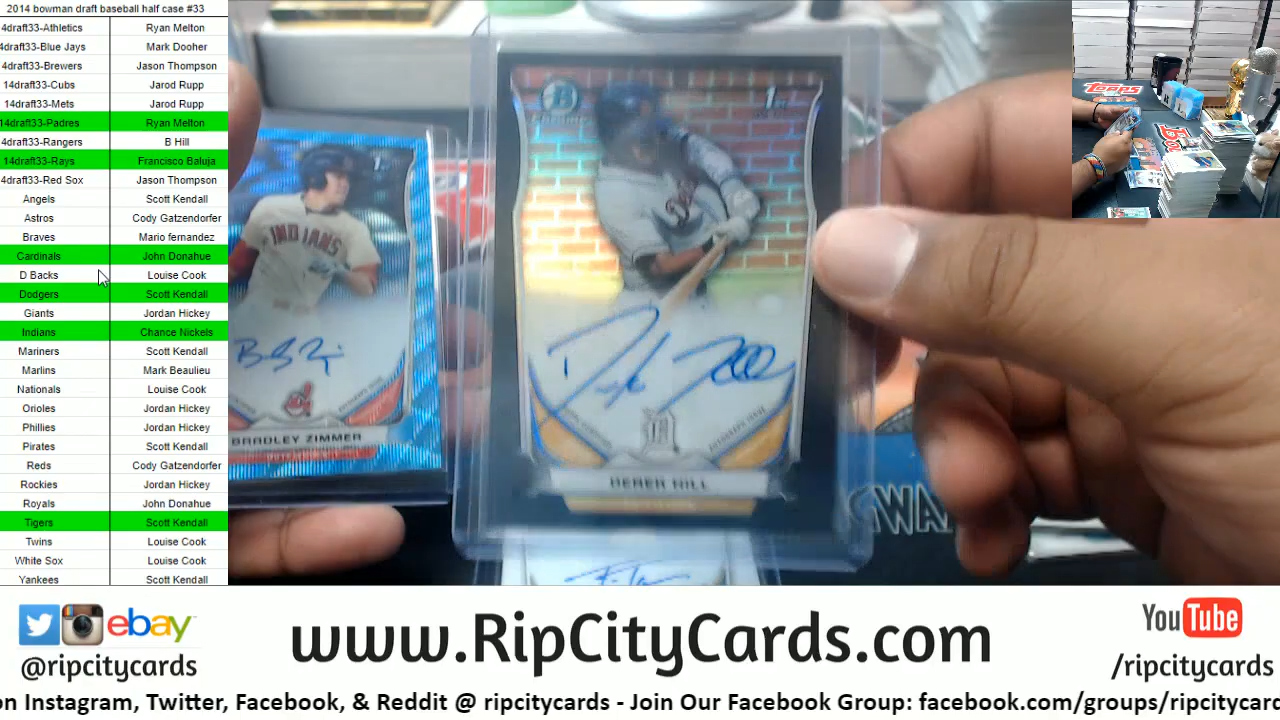 2014 bowman draft baseball half case #33
4draft33-Athletics Ryan Melton
4draft33-Blue Jays Mark Dooher
4draft33-Brewers Jason Thompson
14draft33-Cubs Jarod Rupp
14draft33-Mets Jarod Rupp
14draft33-Padres Ryan Melton
4draft33-Rangers B Hill
14draft33-Rays Francisco Baluja
4draft33-Red Sox Jason Thompson
Angels Scott Kendall
Astros Cody Gatzendorfer
Braves Mario fernandez
Cardinals John Donahue
D Backs Louise Cook
Dodgers Scott Kendall
Giants Jordan Hickey
Indians Chance Nickels
Mariners Scott Kendall
Marlins Mark Beaulieu
Nationals Louise Cook
Orioles Jordan Hickey
Phillies Jordan Hickey
Pirates Scott Kendall
Reds Cody Gatzendorfer
Rockies Jordan Hickey
Royals John Donahue
Tigers Scott Kendall
Twins Louise Cook
White Sox Louise Cook
Yankees Scott Kendall
INDIANS
BRADLEY ZIMMER
B
1st
D
DEREK HILL
TOPPS
ebay
@ripcitycards
www.RipCityCards.com
YouTube
/ripcitycards
on Instagram, Twitter, Facebook, & Reddit @ ripcitycards - Join Our Facebook Group: facebook.com/groups/ripcitycard